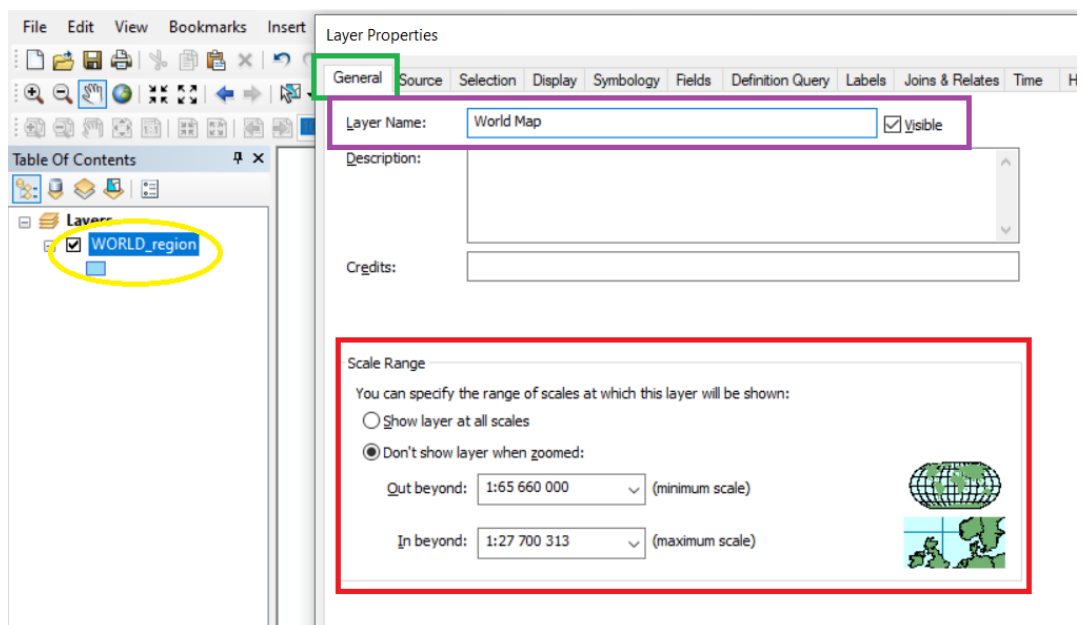 File Edit View Bookmarks Insert
Layer Properties
General Source Selection Display Symbology Fields Definition Query Labels Joins & Relates Time H
Layer Name: World Map Visible
Table Of Contents
Description:
Layers
WORLD_region
Credits:
Scale Range
You can specify the range of scales at which this layer will be shown:
Show layer at all scales
Don't show layer when zoomed:
Out beyond: 1:65 660 000 (minimum scale)
In beyond: 1:27 700 313 (maximum scale)